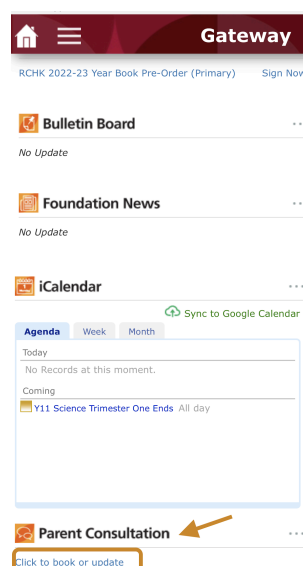 Gateway
RCHK 2022-23 Year Book Pre-Order (Primary) Sign Now
Bulletin Board
No Update
Foundation News
No Update
iCalendar
Sync to Google Calendar
Agenda Week Month
Today
No Records at this moment.
Coming
Y11 Science Trimester One Ends All day
Parent Consultation
Click to book or update